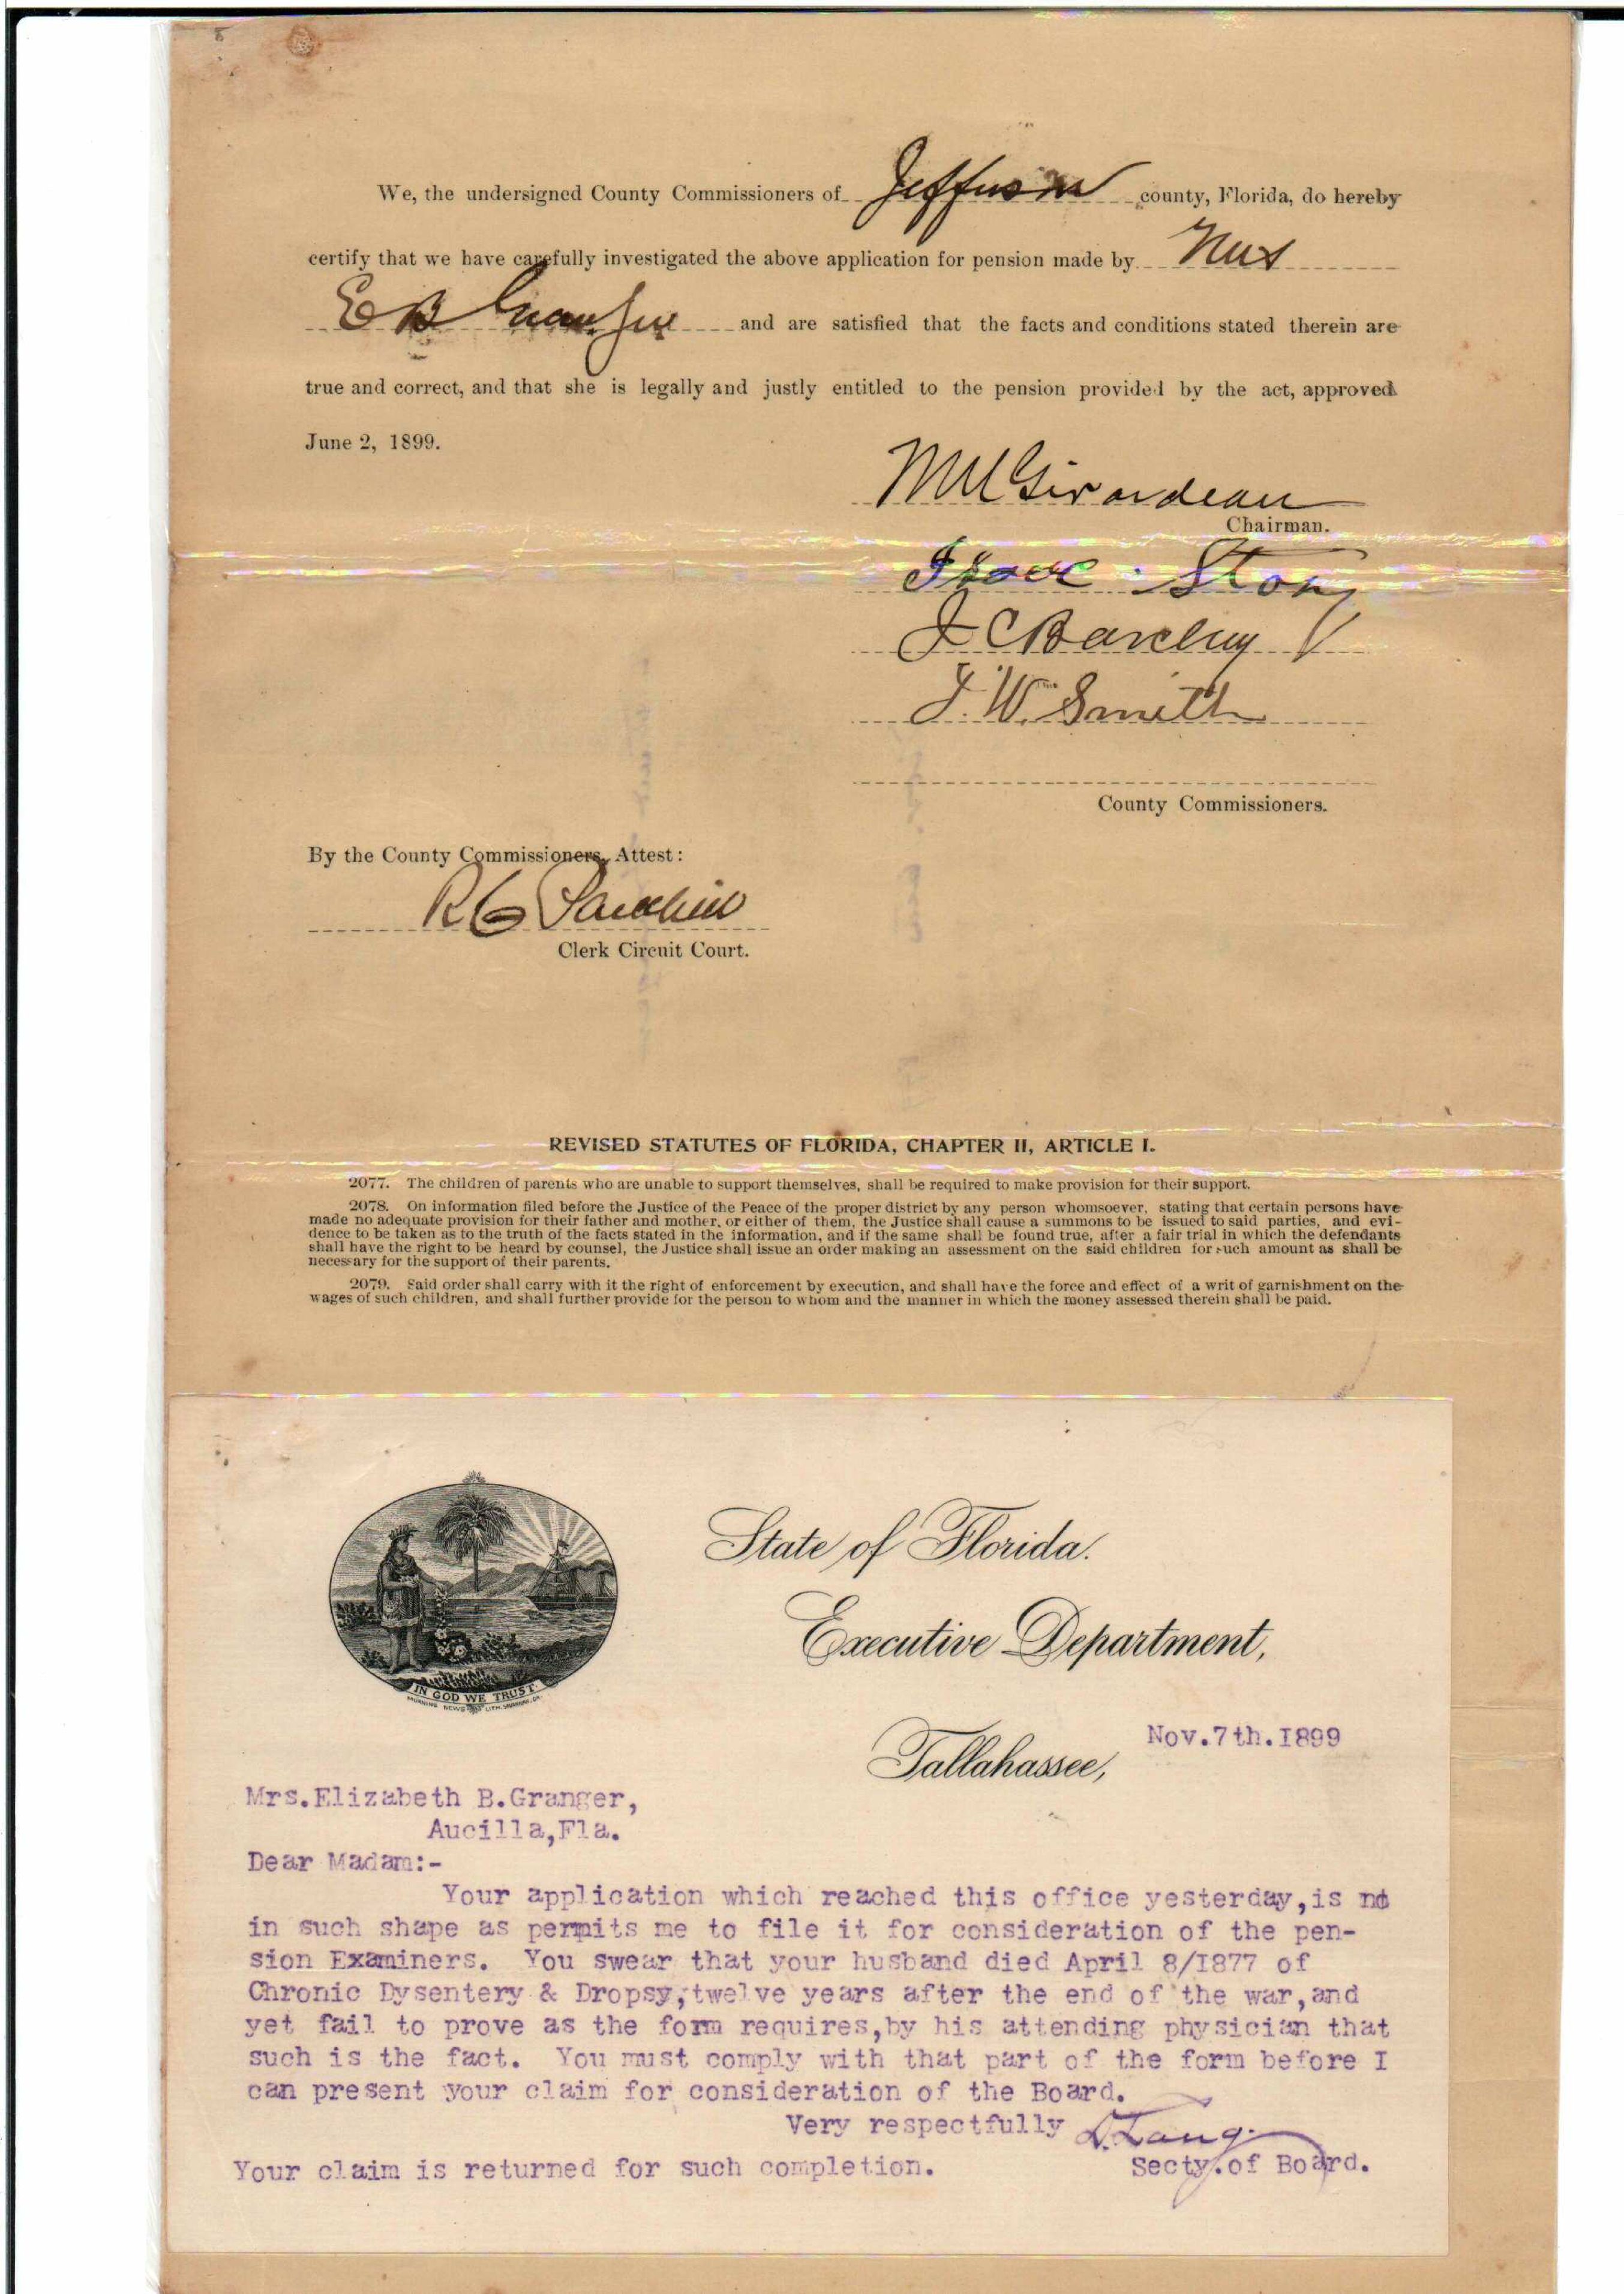 We, the undersigned County Commissioners of Jefferson county, Florida, do hereby
certify that we have carefully investigated the above application for pension made by Mrs
E B Granger and are satisfied that the facts and conditions stated therein are
true and correct, and that she is legally and justly entitled to the pension provided by the act, approved
June 2, 1899.
Girardeau
Chairman.
Isaac Story
J C Barclay
J. W. Smith
County Commissioners.
By the County Commissioners, Attest:
Clerk Circuit Court.
REVISED STATUTES OF FLORIDA, CHAPTER II, ARTICLE I.
2077. The children of parents who are unable to support themselves, shall be required to make provision for their support.
2078. On information filed before the Justice of the Peace of the proper district by any person whomsoever, stating that certain persons have
made no adequate provision for their father and mother, or either of them, the Justice shall cause a summons to be issued to said parties, and evi-
dence to be taken as to the truth of the facts stated in the information, and if the same shall be found true, after a fair trial in which the defendants
shall have the right to be heard by counsel, the Justice shall issue an order making an assessment on the said children for such amount as shall be
necessary for the support of their parents.
2079. Said order shall carry with it the right of enforcement by execution, and shall have the force and effect of a writ of garnishment on the
wages of such children, and shall further provide for the person to whom and the manner in which the money assessed therein shall be paid.
State of Florida.
Executive Department,
IN GOD WE TRUST
MORNING NEWS LITH. SAVANNAH, GA.
Tallahassee, Nov.7th.1899
Mrs.Elizabeth B.Granger,
Aucilla,Fla.
Dear Madam:-
Your application which reached this office yesterday,is not
in such shape as permits me to file it for consideration of the pen-
sion Examiners. You swear that your husband died April 8/1877 of
Chronic Dysentery & Dropsy,twelve years after the end of the war,and
yet fail to prove as the form requires,by his attending physician that
such is the fact. You must comply with that part of the form before I
can present your claim for consideration of the Board.
Very respectfully L. Lang.
Your claim is returned for such completion. Secty.of Board.